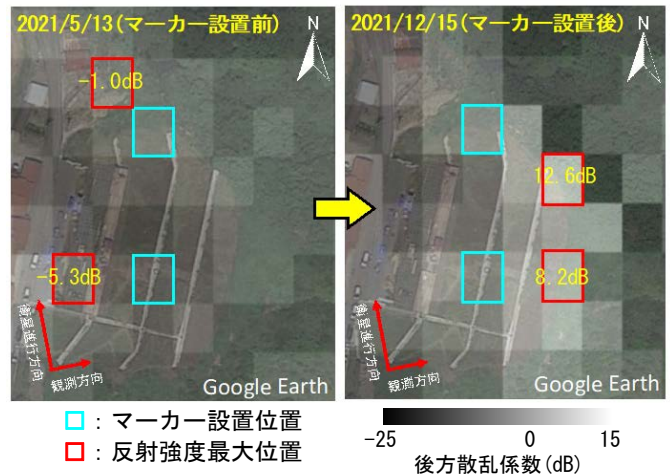 2021/5/13(マーカー設置前)
N
-1.0dB
-5.3dB
衛星進行方向
観測方向
Google Earth
2021/12/15(マーカー設置後)
N
12.6dB
8.2dB
衛星進行方向
観測方向
Google Earth
：マーカー設置位置
：反射強度最大位置
-25 0 15
後方散乱係数(dB)